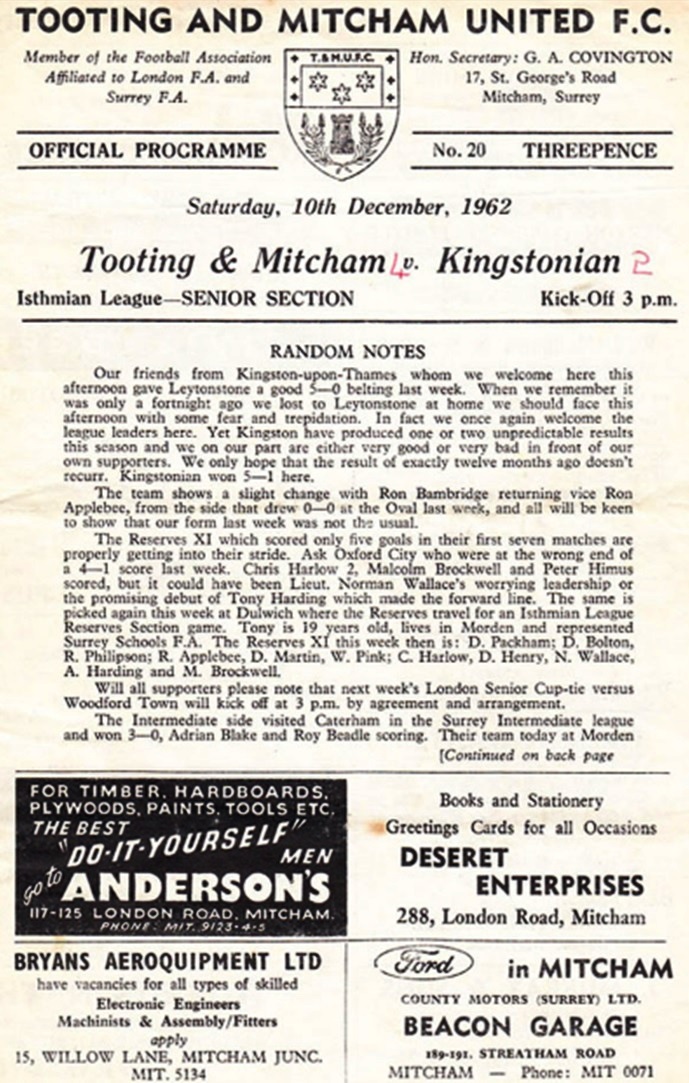 TOOTING AND MITCHAM UNITED F.C.
Member of the Football Association
Affiliated to London F.A. and
Surrey F.A.
T.&M.U.F.C.
Hon. Secretary: G. A. COVINGTON
17, St. George's Road
Mitcham, Surrey
OFFICIAL PROGRAMME
No. 20 THREEPENCE
Saturday, 10th December, 1962
Tooting & Mitcham 4 v. Kingstonian 2
Isthmian League—SENIOR SECTION Kick-Off 3 p.m.
RANDOM NOTES
Our friends from Kingston-upon-Thames whom we welcome here this
afternoon gave Leytonstone a good 5—0 belting last week. When we remember it
was only a fortnight ago we lost to Leytonstone at home we should face this
afternoon with some fear and trepidation. In fact we once again welcome the
league leaders here. Yet Kingston have produced one or two unpredictable results
this season and we on our part are either very good or very bad in front of our
own supporters. We only hope that the result of exactly twelve months ago doesn't
recurr. Kingstonian won 5—1 here.
The team shows a slight change with Ron Bambridge returning vice Ron
Applebee, from the side that drew 0—0 at the Oval last week, and all will be keen
to show that our form last week was not the usual.
The Reserves XI which scored only five goals in their first seven matches are
properly getting into their stride. Ask Oxford City who were at the wrong end of
a 4—1 score last week. Chris Harlow 2, Malcolm Brockwell and Peter Himus
scored, but it could have been Lieut. Norman Wallace's worrying leadership or
the promising debut of Tony Harding which made the forward line. The same is
picked again this week at Dulwich where the Reserves travel for an Isthmian League
Reserves Section game. Tony is 19 years old, lives in Morden and represented
Surrey Schools F.A. The Reserves XI this week then is: D. Packham; D. Bolton,
R. Philipson; R. Applebee, D. Martin, W. Pink; C. Harlow, D. Henry, N. Wallace,
A. Harding and M. Brockwell.
Will all supporters please note that next week's London Senior Cup-tie versus
Woodford Town will kick off at 3 p.m. by agreement and arrangement.
The Intermediate side visited Caterham in the Surrey Intermediate league
and won 3—0, Adrian Blake and Roy Beadle scoring. Their team today at Morden
[Continued on back page
FOR TIMBER, HARDBOARDS,
PLYWOODS, PAINTS, TOOLS ETC.
THE BEST
"DO-IT-YOURSELF"
MEN
go to ANDERSON'S
117-125 LONDON ROAD, MITCHAM.
PHONE: MIT. 9123-4-5
Books and Stationery
Greetings Cards for all Occasions
DESERET
ENTERPRISES
288, London Road, Mitcham
BRYANS AEROQUIPMENT LTD
have vacancies for all types of skilled
Electronic Engineers
Machinists & Assembly/Fitters
apply
15, WILLOW LANE, MITCHAM JUNC.
MIT. 5134
Ford in MITCHAM
COUNTY MOTORS (SURREY) LTD.
BEACON GARAGE
189-191. STREATHAM ROAD
MITCHAM — Phone: MIT 0071